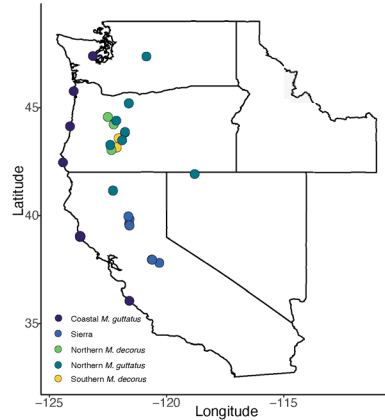 45
40
35
Latitude
Coastal M. guttatus
Sierra
Northern M. decorus
Northern M. guttatus
Southern M. decorus
−125
−120
−115
Longitude